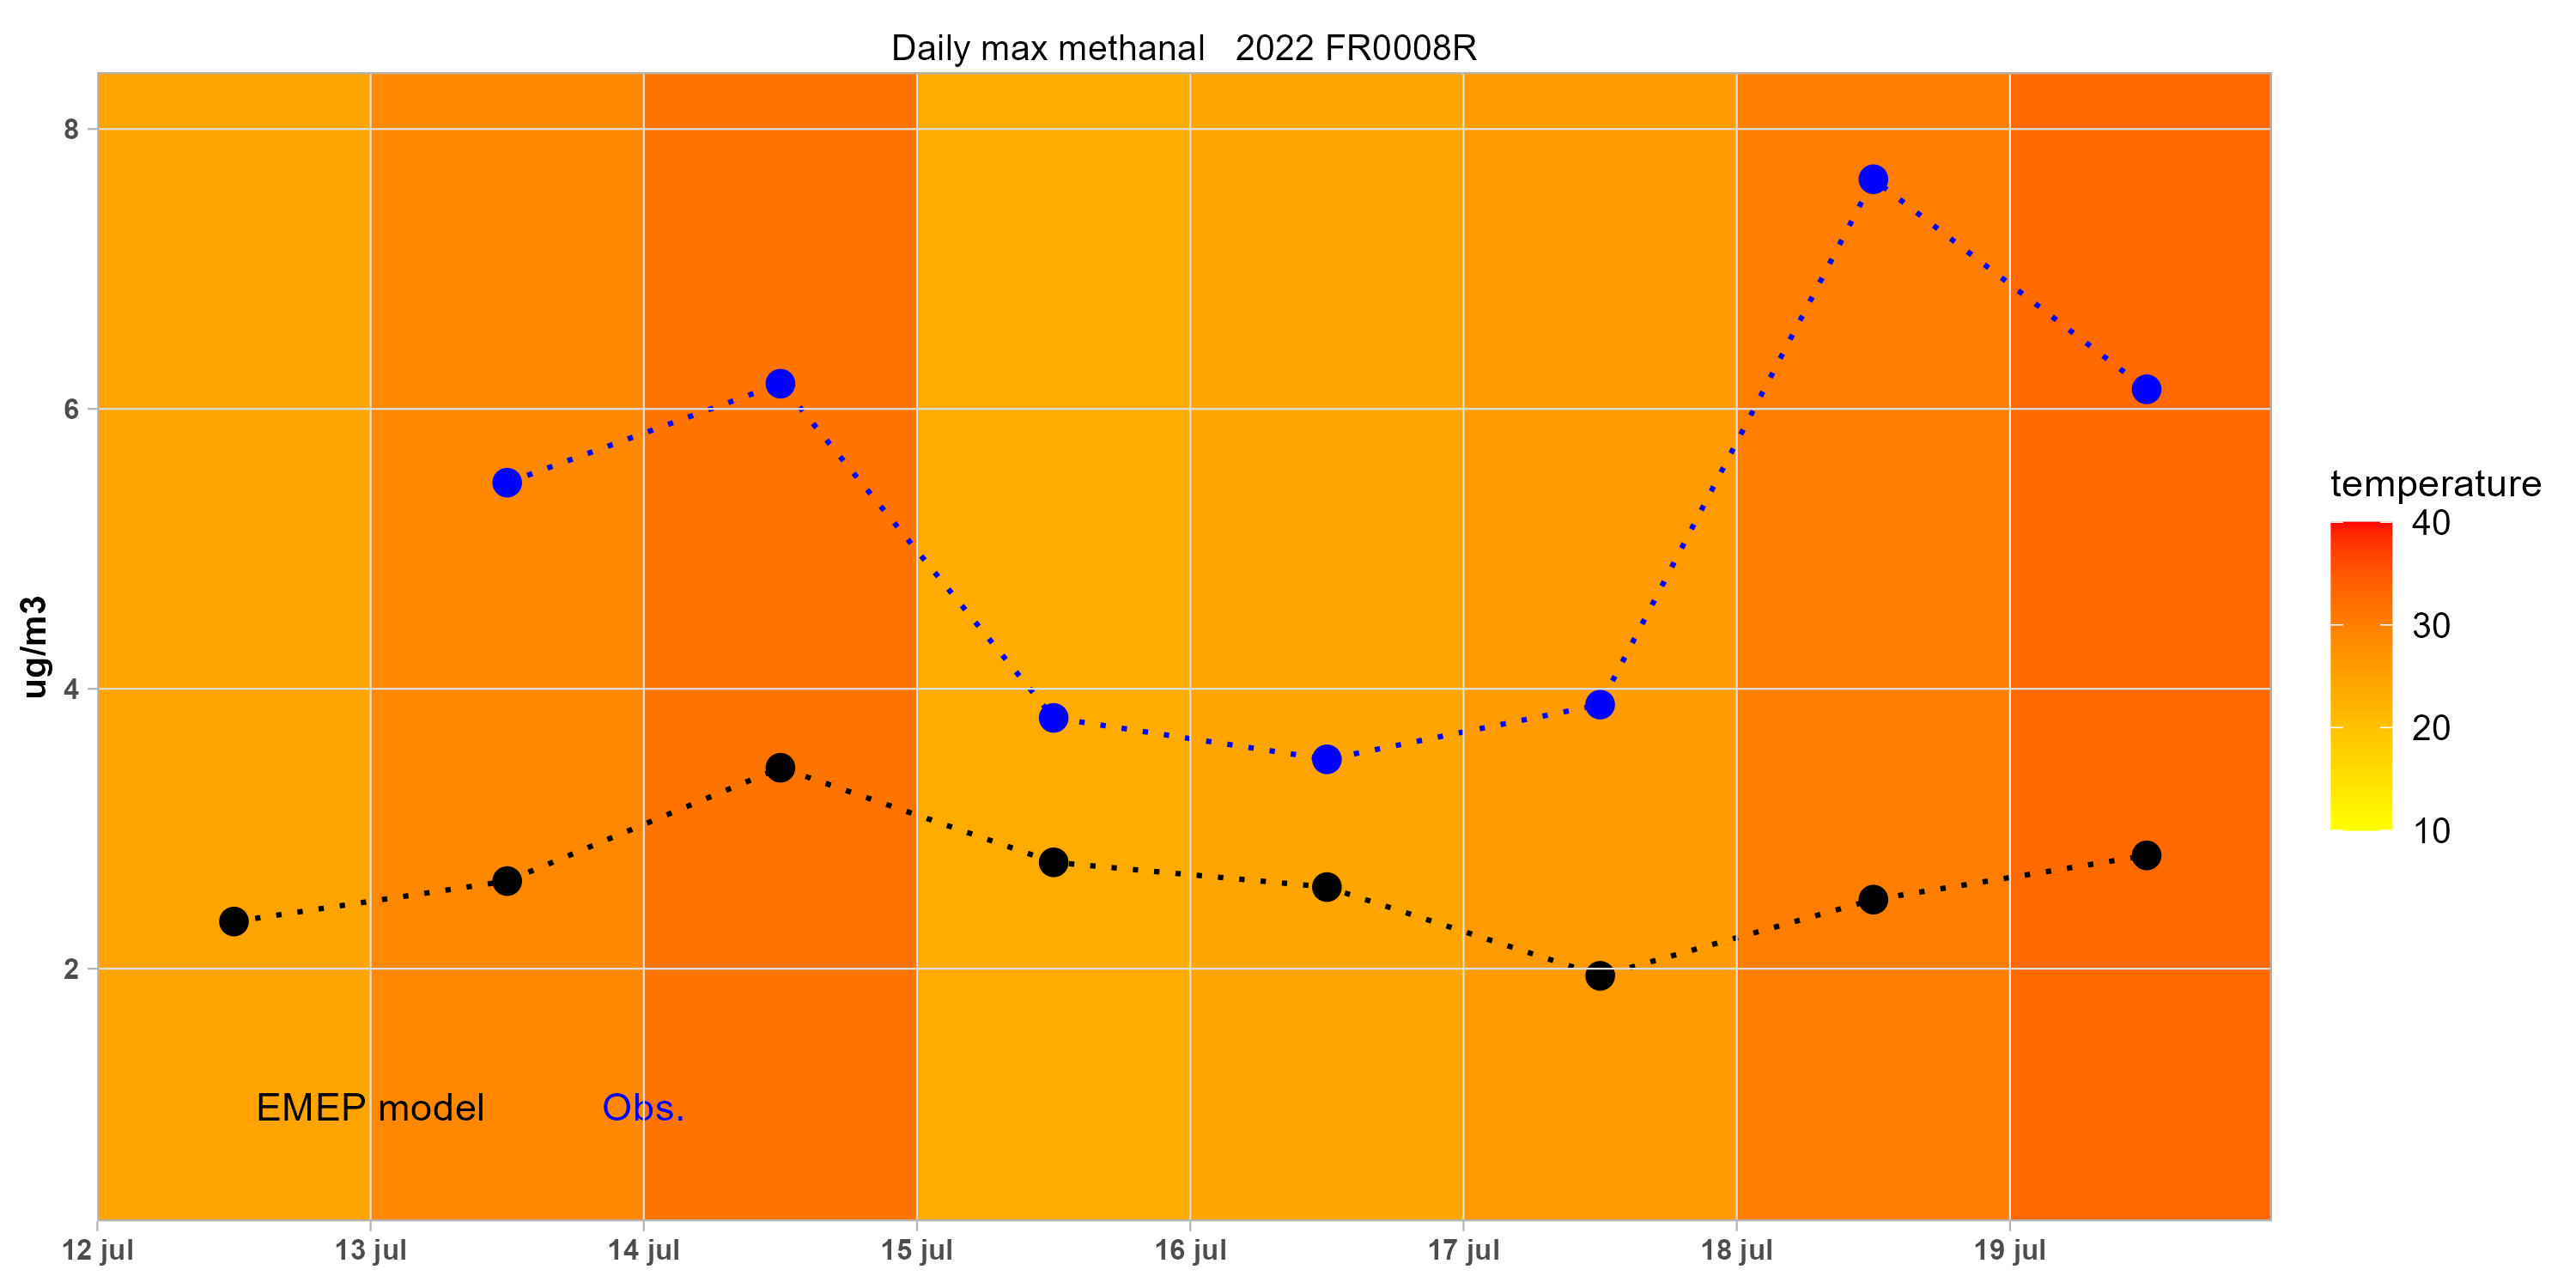 Daily max methanal   2022 FR0008R
8
6
4
2
ug/m3
EMEP model
Obs.
12 jul
13 jul
14 jul
15 jul
16 jul
17 jul
18 jul
19 jul
temperature
40
30
20
10